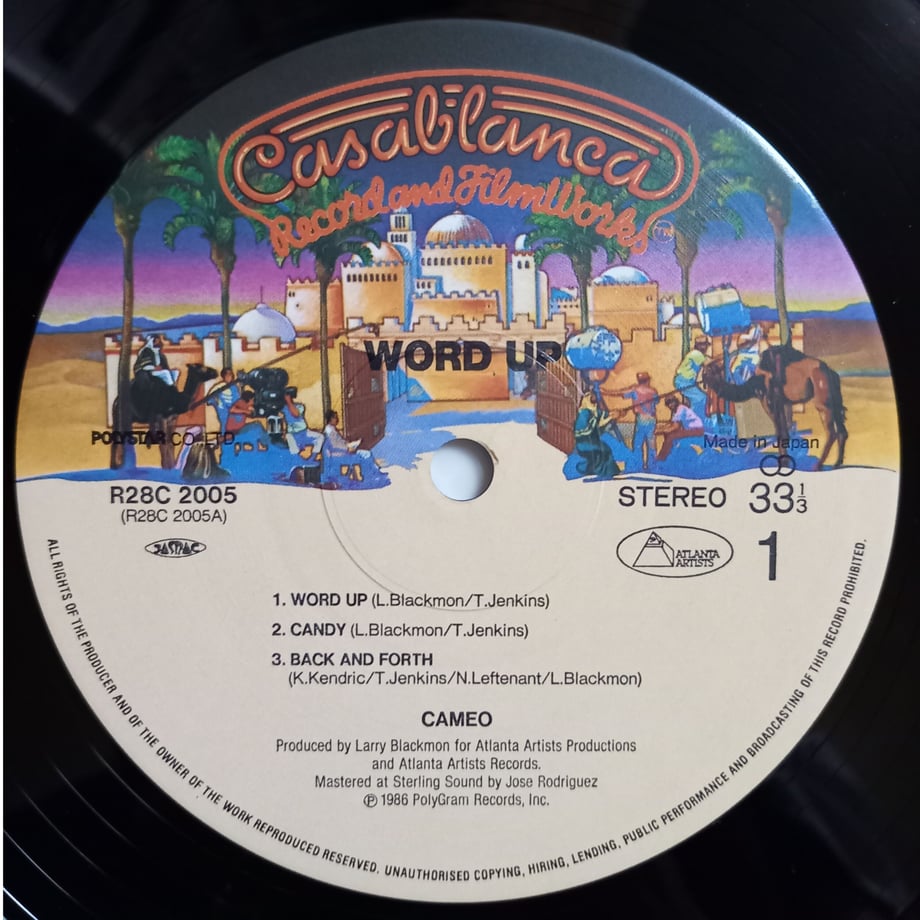 Casablanca
Record and FilmWorks
TM
WORD UP
POLYSTAR CO., LTD.
Made in Japan
R28C 2005
(R28C 2005A)
JASRAC
STEREO 33 1/3
ATLANTA
ARTISTS
1
1. WORD UP (L.Blackmon/T.Jenkins)
2. CANDY (L.Blackmon/T.Jenkins)
3. BACK AND FORTH
(K.Kendric/T.Jenkins/N.Leftenant/L.Blackmon)
CAMEO
Produced by Larry Blackmon for Atlanta Artists Productions
and Atlanta Artists Records.
Mastered at Sterling Sound by Jose Rodriguez
℗ 1986 PolyGram Records, Inc.
ALL RIGHTS OF THE PRODUCER AND OF THE OWNER OF THE WORK REPRODUCED RESERVED. UNAUTHORISED COPYING, HIRING, LENDING, PUBLIC PERFORMANCE AND BROADCASTING OF THIS RECORD PROHIBITED.